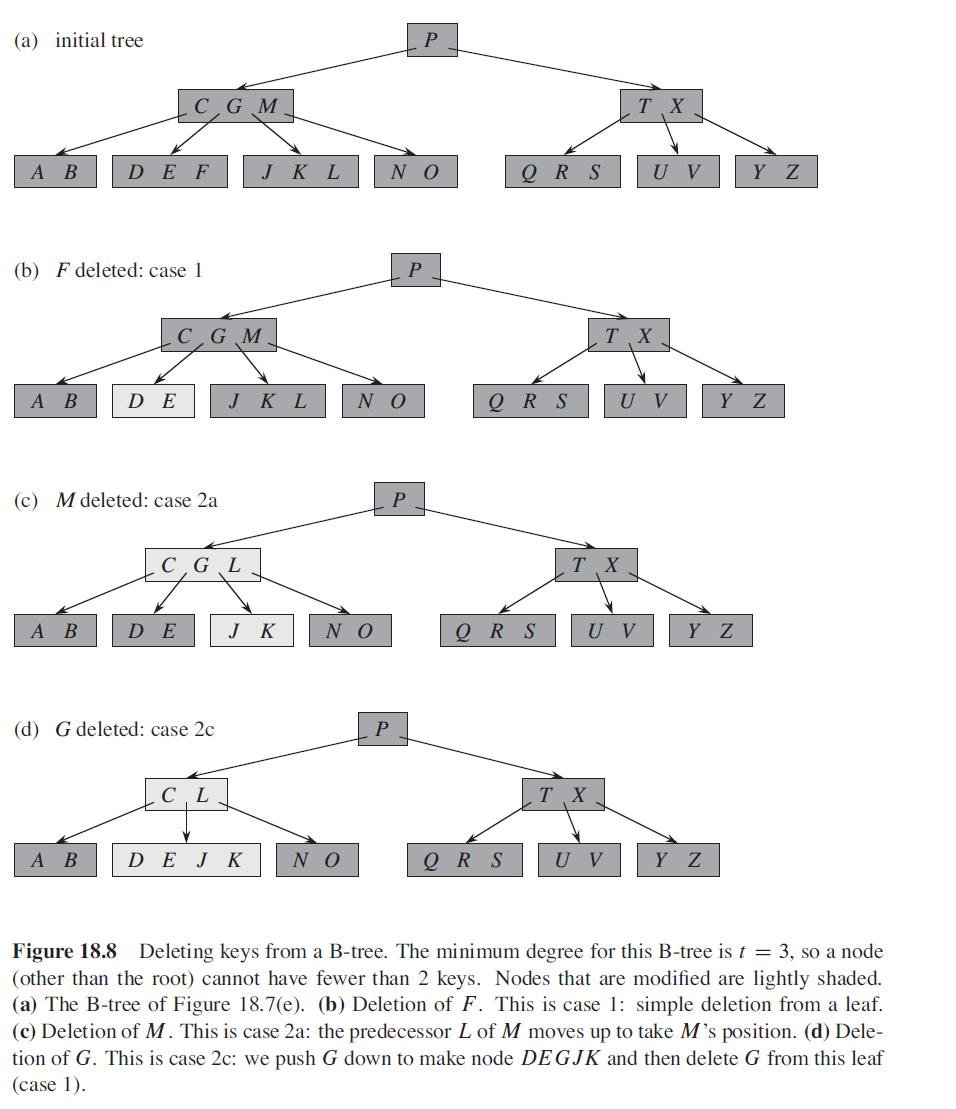 (a) initial tree
P
C G M
T X
A B
D E F
J K L
N O
Q R S
U V
Y Z
(b) F deleted: case 1
P
C G M
T X
A B
D E
J K L
N O
Q R S
U V
Y Z
(c) M deleted: case 2a
P
C G L
T X
A B
D E
J K
N O
Q R S
U V
Y Z
(d) G deleted: case 2c
P
C L
T X
A B
D E J K
N O
Q R S
U V
Y Z
Figure 18.8 Deleting keys from a B-tree. The minimum degree for this B-tree is t = 3, so a node
(other than the root) cannot have fewer than 2 keys. Nodes that are modified are lightly shaded.
(a) The B-tree of Figure 18.7(e). (b) Deletion of F. This is case 1: simple deletion from a leaf.
(c) Deletion of M. This is case 2a: the predecessor L of M moves up to take M's position. (d) Dele-
tion of G. This is case 2c: we push G down to make node DEGJK and then delete G from this leaf
(case 1).